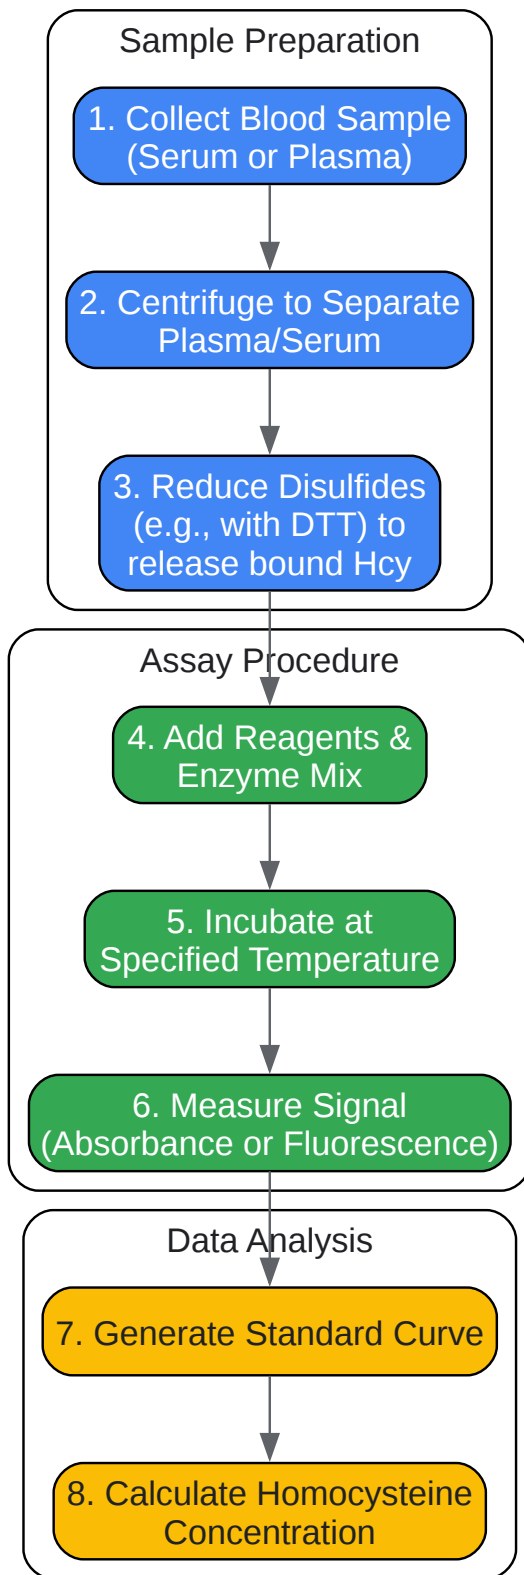 Sample Preparation
1. Collect Blood Sample
(Serum or Plasma)
2. Centrifuge to Separate
Plasma/Serum
3. Reduce Disulfides
(e.g., with DTT) to
release bound Hcy
Assay Procedure
4. Add Reagents &
Enzyme Mix
5. Incubate at
Specified Temperature
6. Measure Signal
(Absorbance or Fluorescence)
Data Analysis
7. Generate Standard Curve
8. Calculate Homocysteine
Concentration